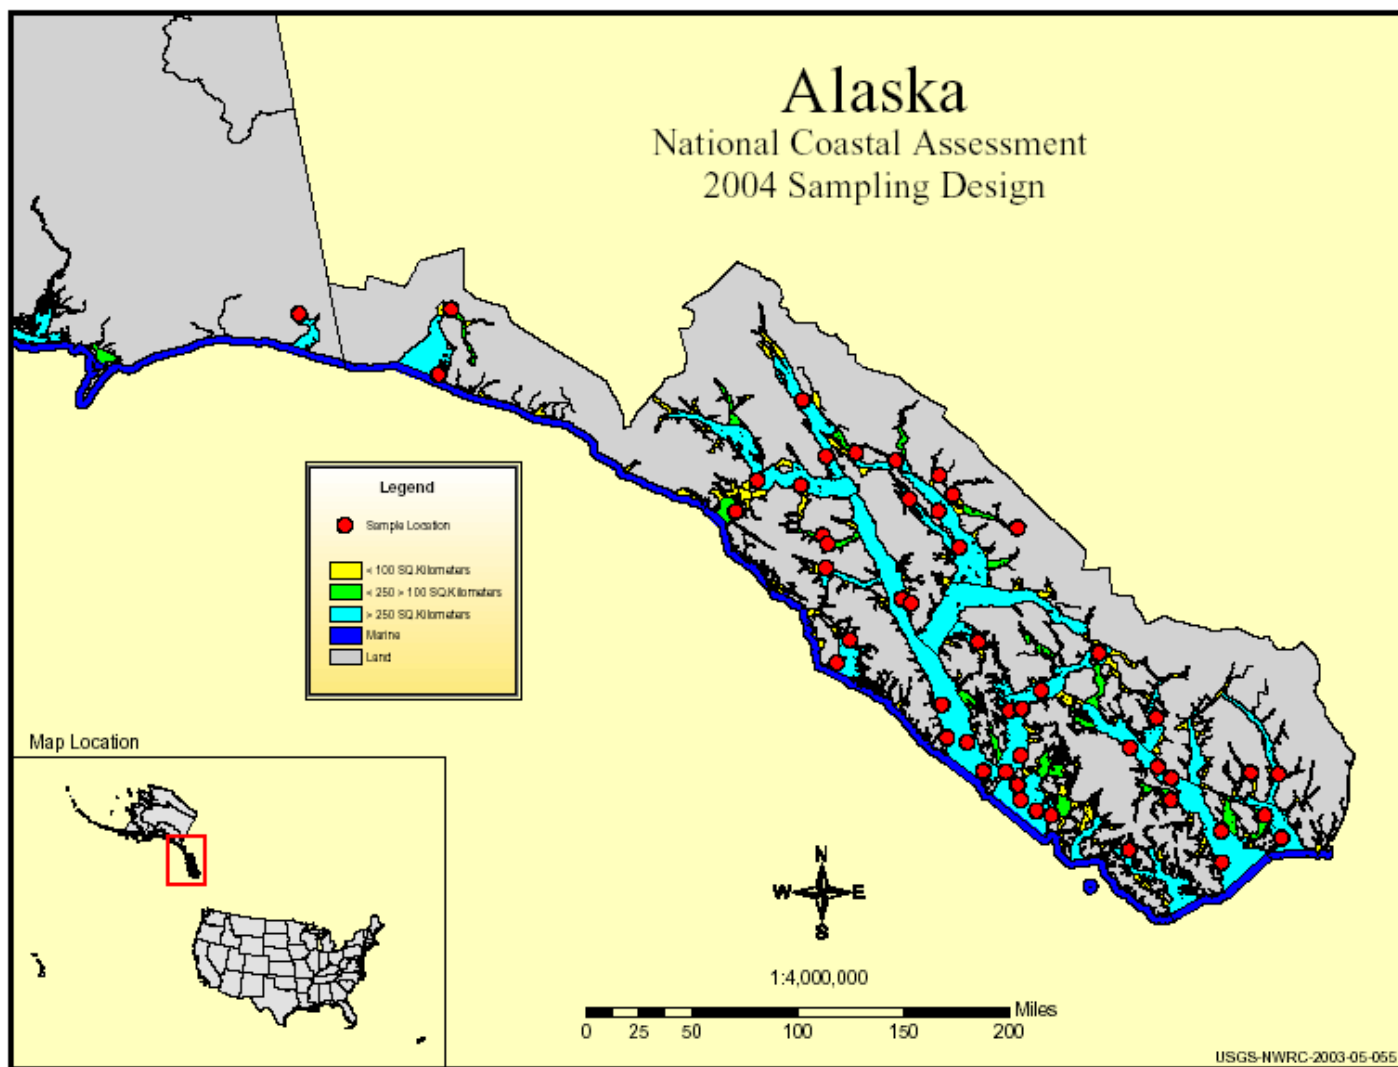 Alaska
National Coastal Assessment
2004 Sampling Design
Legend
Sample Location
< 100 SQ.Kilometers
< 250 > 100 SQ.Kilometers
> 250 SQ.Kilometers
Marine
Land
Map Location
N
W E
S
1:4,000,000
Miles
0 25 50 100 150 200
USGS-NWRC-2003-05-055